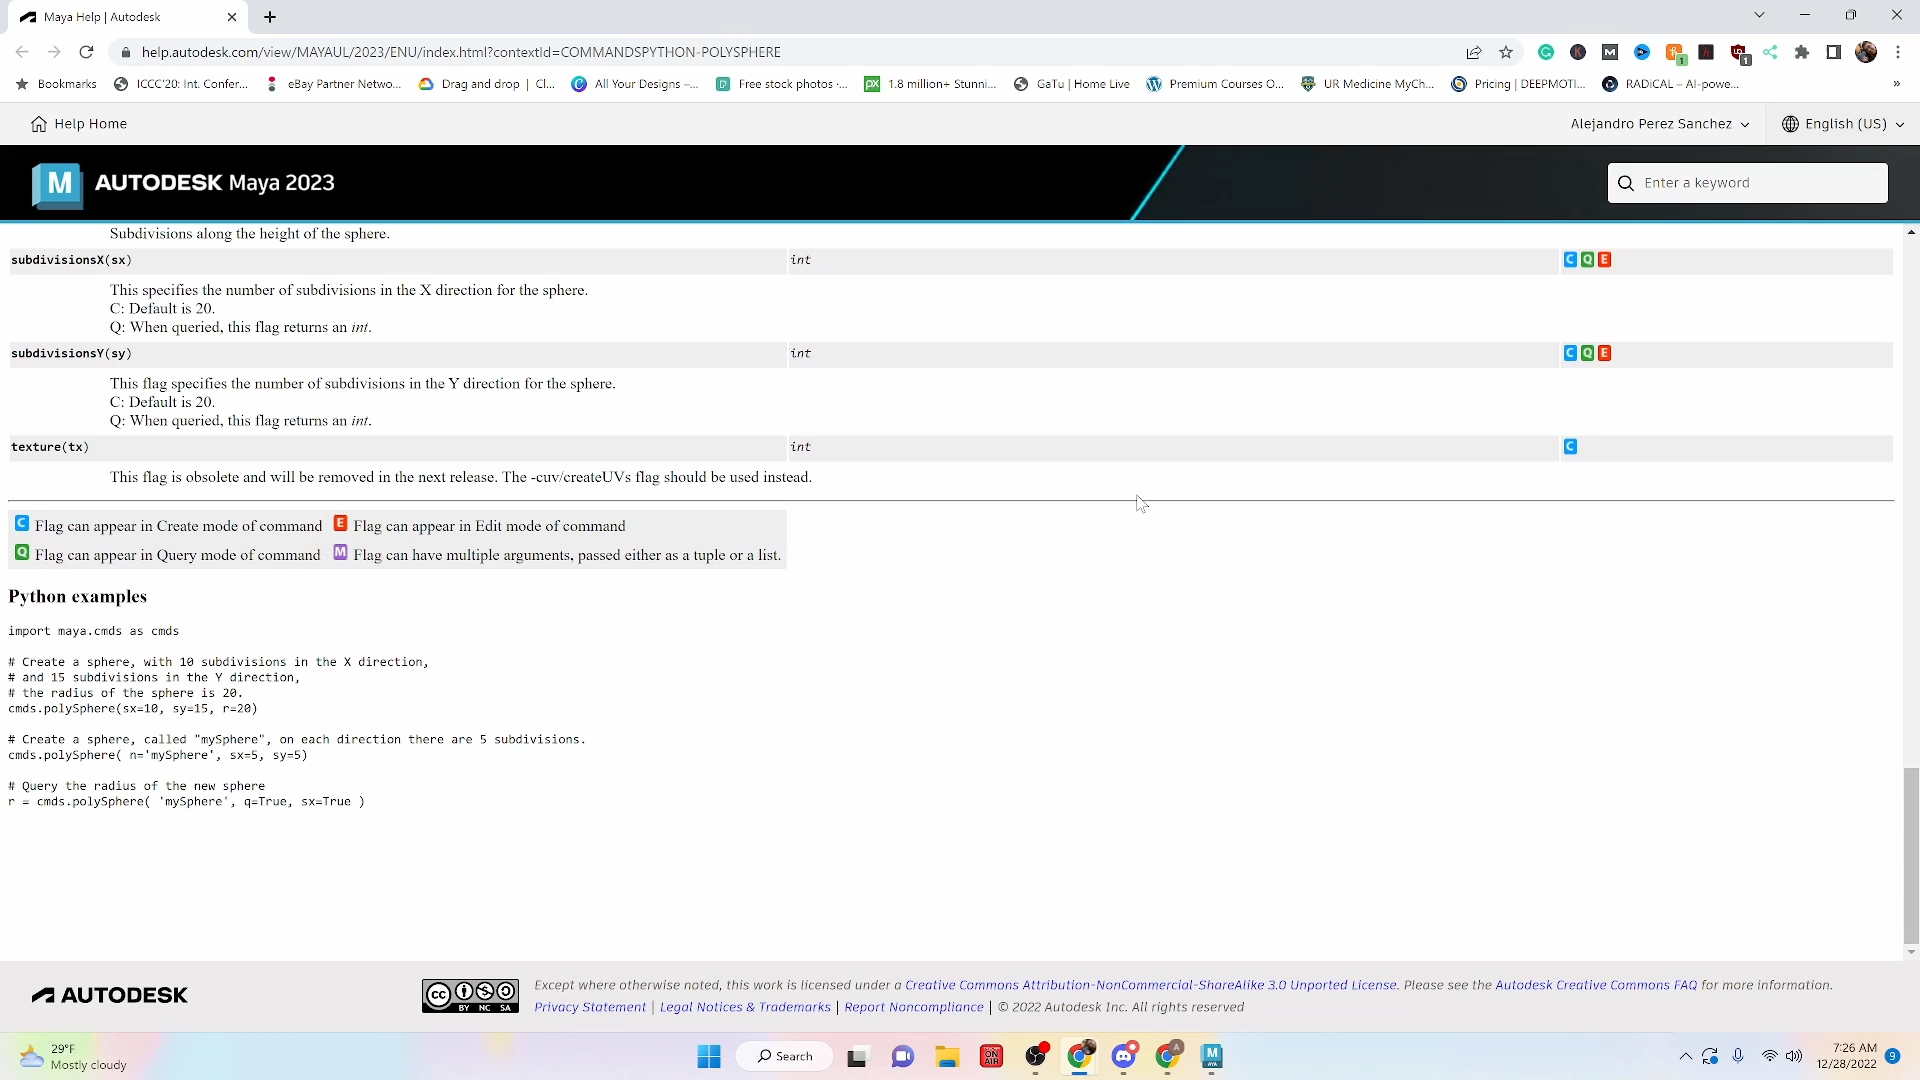 Maya Help | Autodesk
help.autodesk.com/view/MAYAUL/2023/ENU/index.html?contextId=COMMANDSPYTHON-POLYSPHERE
Bookmarks
ICCC'20: Int. Confer...
eBay Partner Netwo...
Drag and drop | Cl...
All Your Designs –...
Free stock photos ·...
1.8 million+ Stunni...
GaTu | Home Live
Premium Courses O...
UR Medicine MyCh...
Pricing | DEEPMOTI...
RADiCAL – AI-powe...
»
Help Home
Alejandro Perez Sanchez
English (US)
M AUTODESK Maya 2023
Enter a keyword
Subdivisions along the height of the sphere.
subdivisionsX(sx) int C Q E
This specifies the number of subdivisions in the X direction for the sphere.
C: Default is 20.
Q: When queried, this flag returns an int.
subdivisionsY(sy) int C Q E
This flag specifies the number of subdivisions in the Y direction for the sphere.
C: Default is 20.
Q: When queried, this flag returns an int.
texture(tx) int C
This flag is obsolete and will be removed in the next release. The -cuv/createUVs flag should be used instead.
C Flag can appear in Create mode of command E Flag can appear in Edit mode of command
Q Flag can appear in Query mode of command M Flag can have multiple arguments, passed either as a tuple or a list.
Python examples
import maya.cmds as cmds
# Create a sphere, with 10 subdivisions in the X direction,
# and 15 subdivisions in the Y direction,
# the radius of the sphere is 20.
cmds.polySphere(sx=10, sy=15, r=20)
# Create a sphere, called "mySphere", on each direction there are 5 subdivisions.
cmds.polySphere( n='mySphere', sx=5, sy=5)
# Query the radius of the new sphere
r = cmds.polySphere( 'mySphere', q=True, sx=True )
AUTODESK
cc BY NC SA
Except where otherwise noted, this work is licensed under a Creative Commons Attribution-NonCommercial-ShareAlike 3.0 Unported License. Please see the Autodesk Creative Commons FAQ for more information.
Privacy Statement | Legal Notices & Trademarks | Report Noncompliance | © 2022 Autodesk Inc. All rights reserved
29°F
Mostly cloudy
Search
ON AIR
7:26 AM
12/28/2022
9